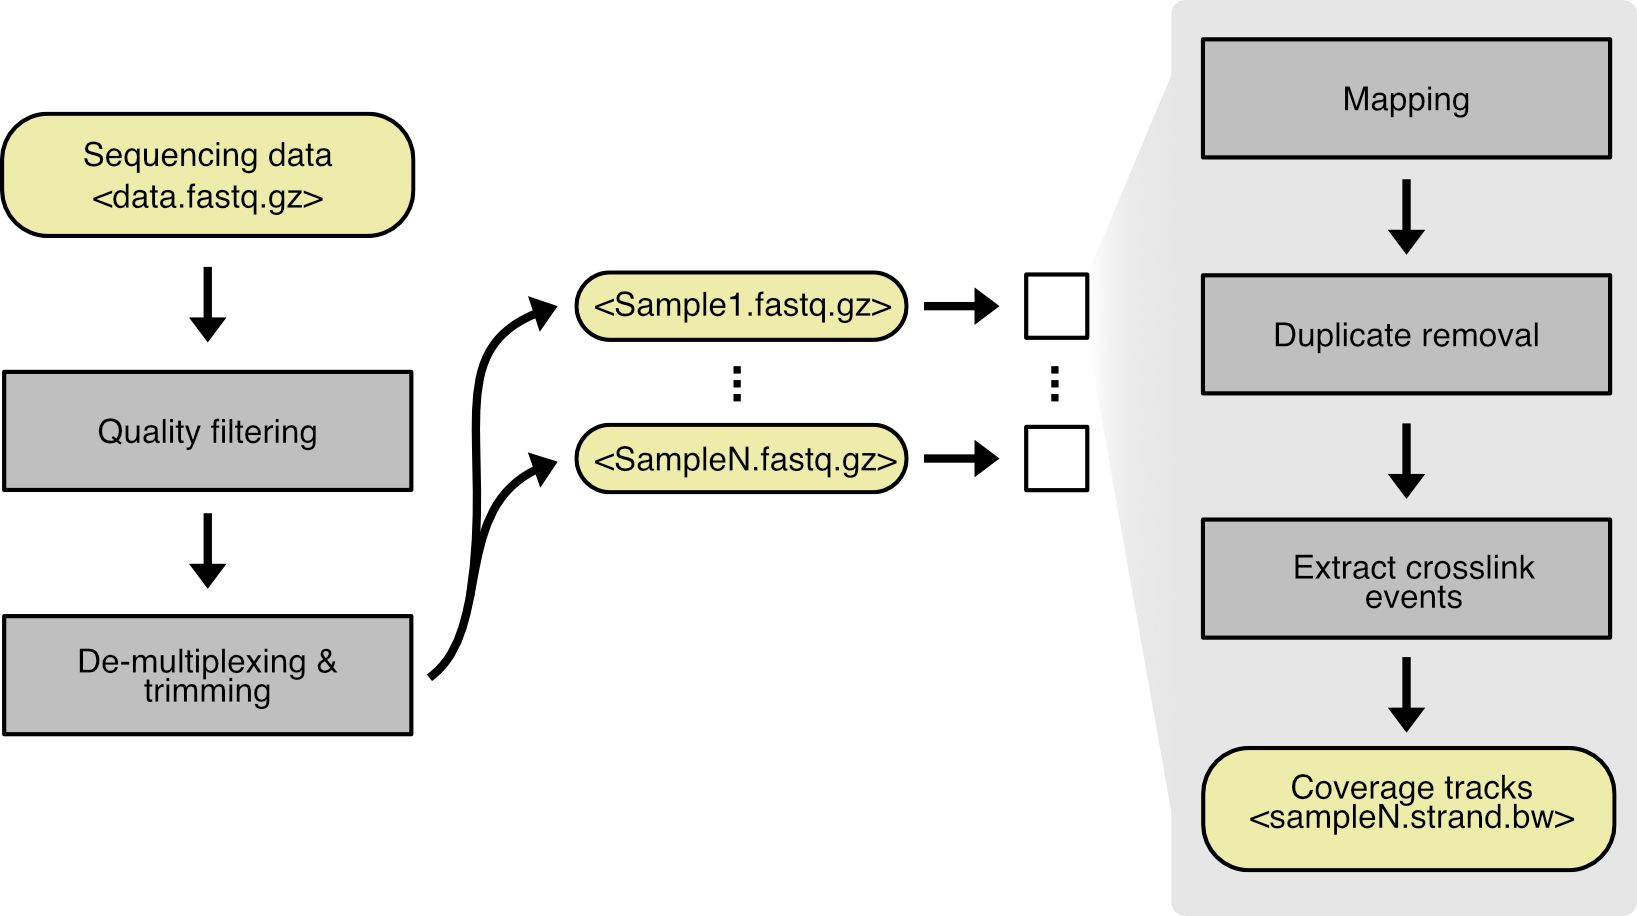 Sequencing data
<data.fastq.gz>
Quality filtering
De-multiplexing &
trimming
<Sample1.fastq.gz>
<SampleN.fastq.gz>
Mapping
Duplicate removal
Extract crosslink
events
Coverage tracks
<sampleN.strand.bw>